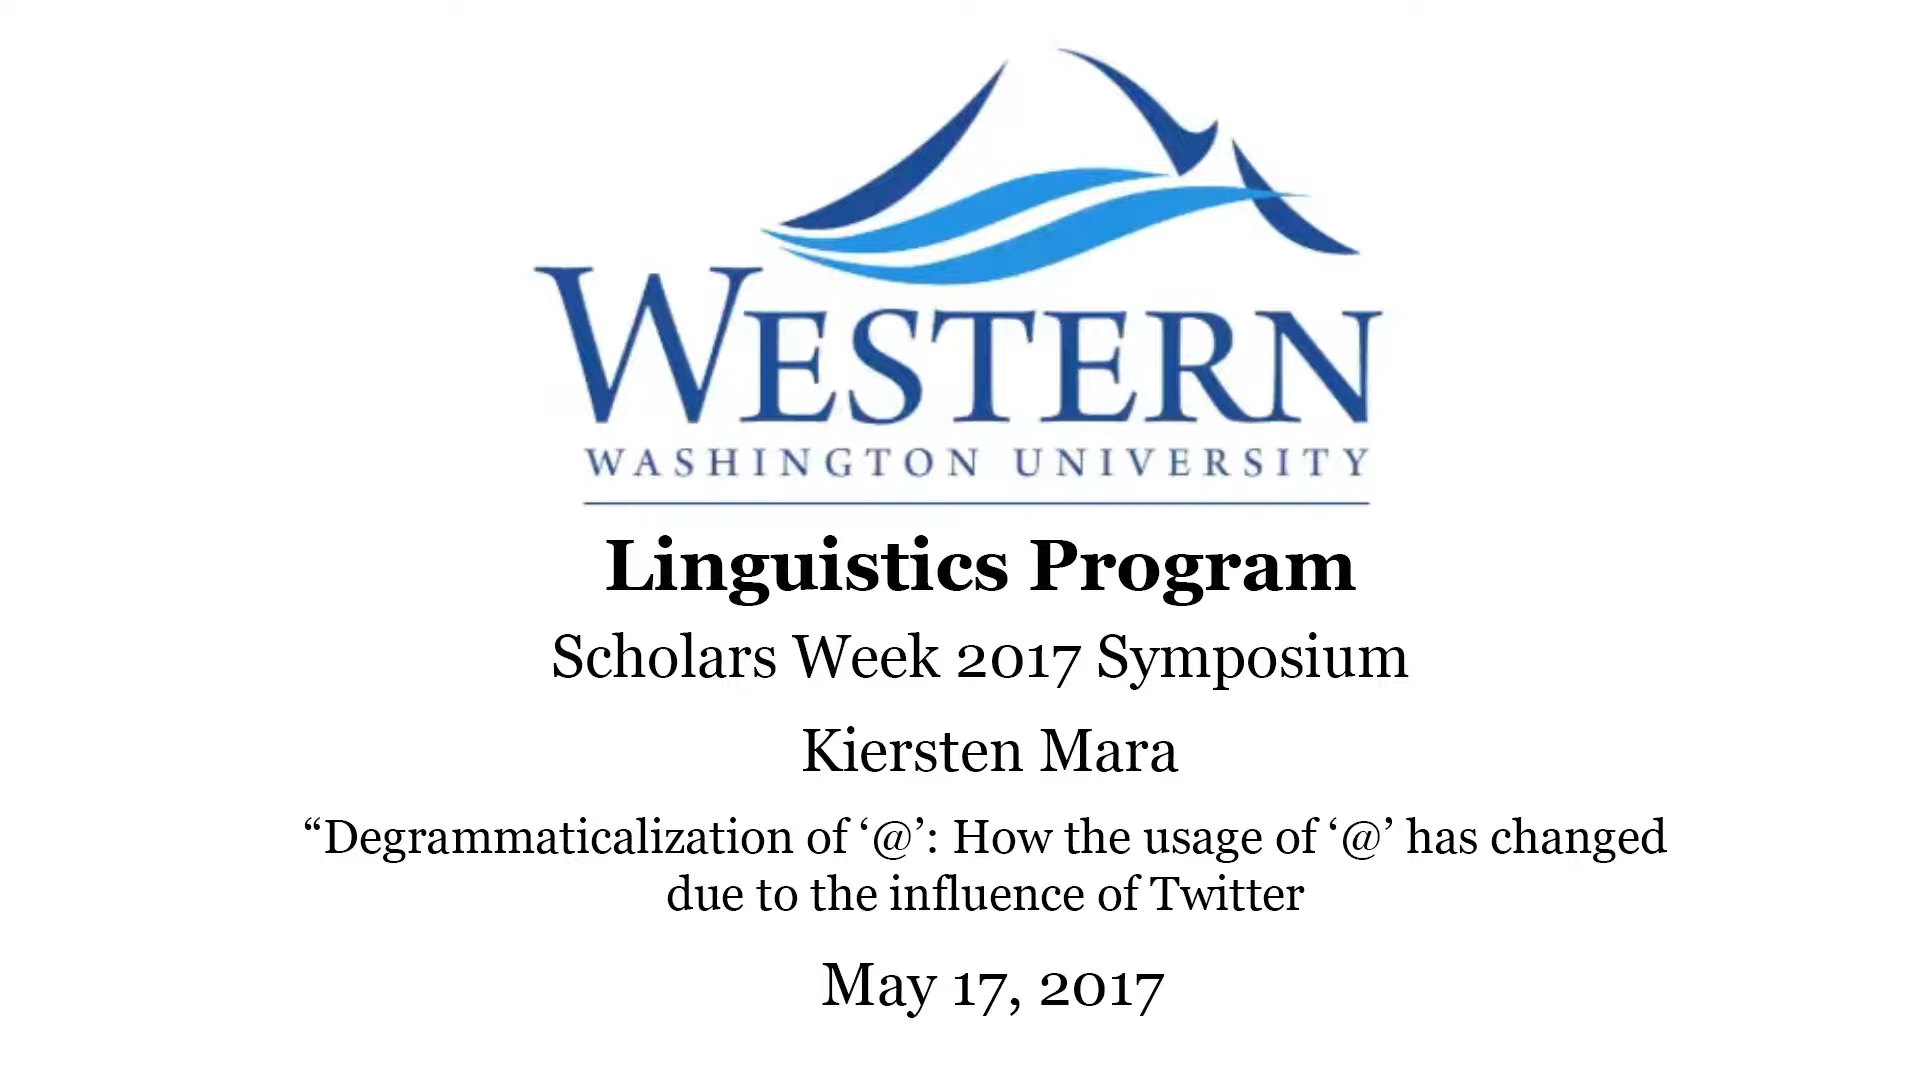 WESTERN
WASHINGTON UNIVERSITY
Linguistics Program
Scholars Week 2017 Symposium
Kiersten Mara
“Degrammaticalization of ‘@’: How the usage of ‘@’ has changed
due to the influence of Twitter
May 17, 2017